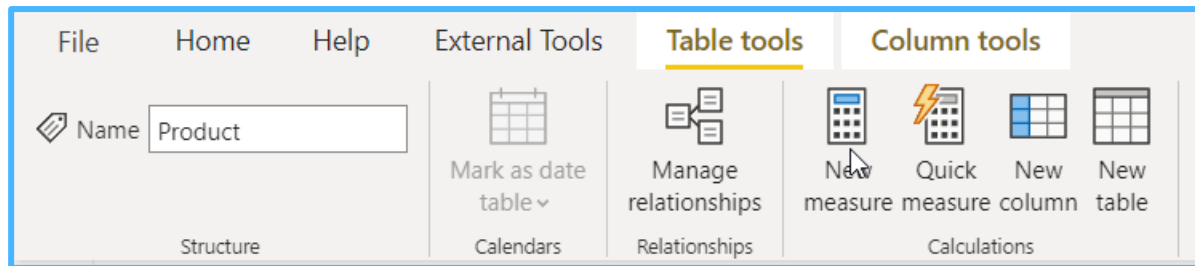 File Home Help External Tools Table tools Column tools
Name Product
Mark as date
table
Manage
relationships
New
measure
Quick
measure
New
column
New
table
Structure Calendars Relationships Calculations